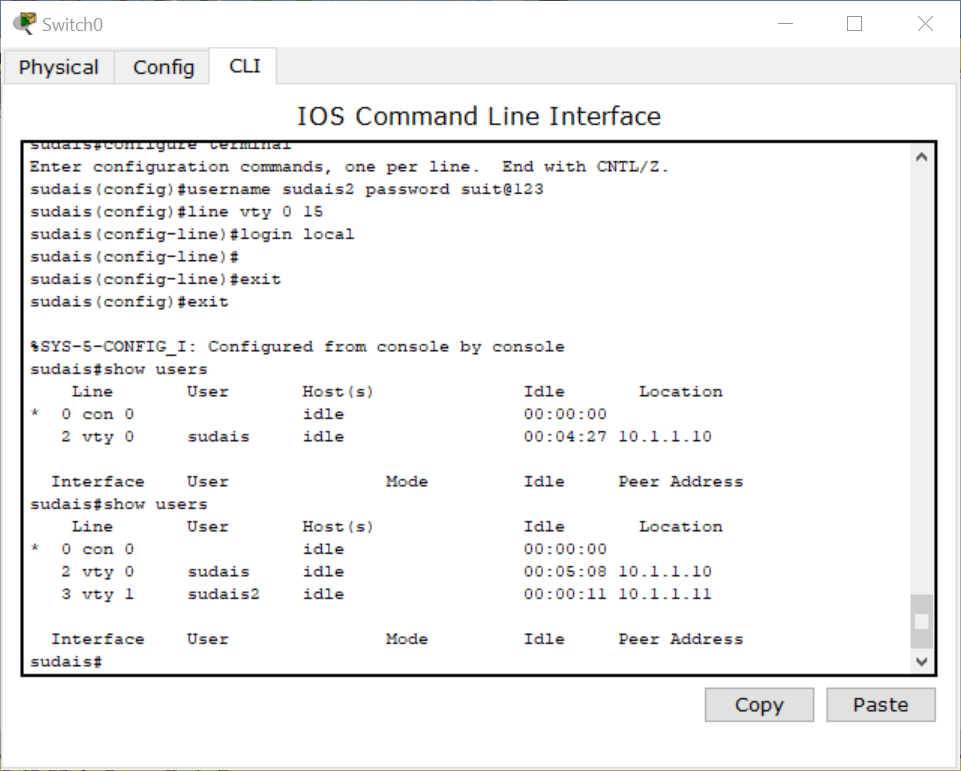 Switch0
Physical Config CLI
IOS Command Line Interface
sudais#configure terminal
Enter configuration commands, one per line.  End with CNTL/Z.
sudais(config)#username sudais2 password suit@123
sudais(config)#line vty 0 15
sudais(config-line)#login local
sudais(config-line)#
sudais(config-line)#exit
sudais(config)#exit
%SYS-5-CONFIG_I: Configured from console by console
sudais#show users
    Line       User       Host(s)              Idle       Location
*  0 con 0                idle                 00:00:00
   2 vty 0     sudais     idle                 00:04:27 10.1.1.10
  Interface    User               Mode         Idle     Peer Address
sudais#show users
    Line       User       Host(s)              Idle       Location
*  0 con 0                idle                 00:00:00
   2 vty 0     sudais     idle                 00:05:08 10.1.1.10
   3 vty 1     sudais2    idle                 00:00:11 10.1.1.11
  Interface    User               Mode         Idle     Peer Address
sudais#
Copy Paste